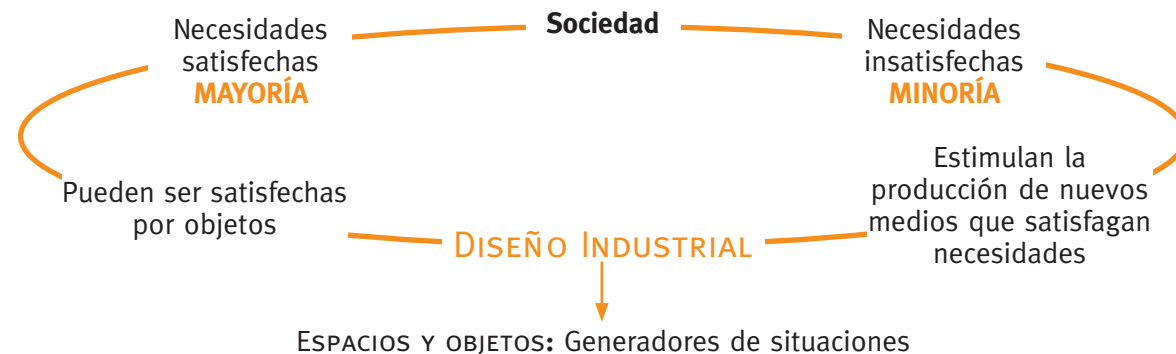 Sociedad
Necesidades
satisfechas
MAYORÍA
Necesidades
insatisfechas
MINORÍA
Pueden ser satisfechas
por objetos
Estimulan la
producción de nuevos
medios que satisfagan
necesidades
DISEÑO INDUSTRIAL
ESPACIOS Y OBJETOS: Generadores de situaciones